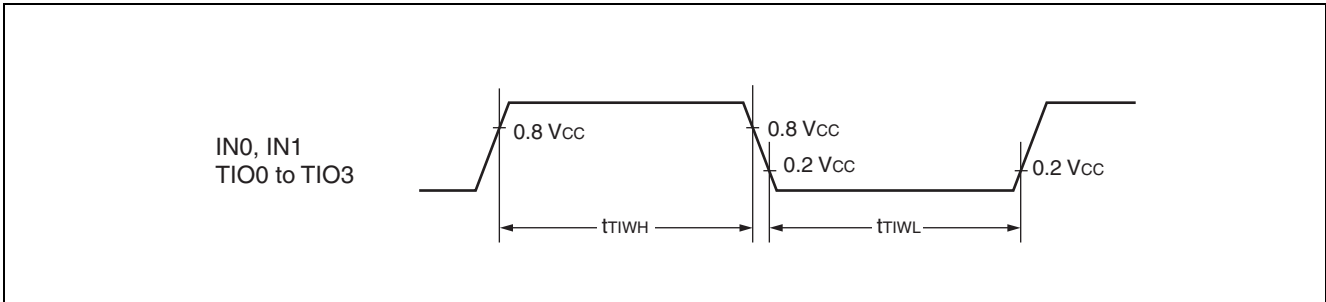 IN0, IN1
TIO0 to TIO3
0.8 VCC
0.8 VCC
0.2 VCC
0.2 VCC
tTIWH
tTIWL